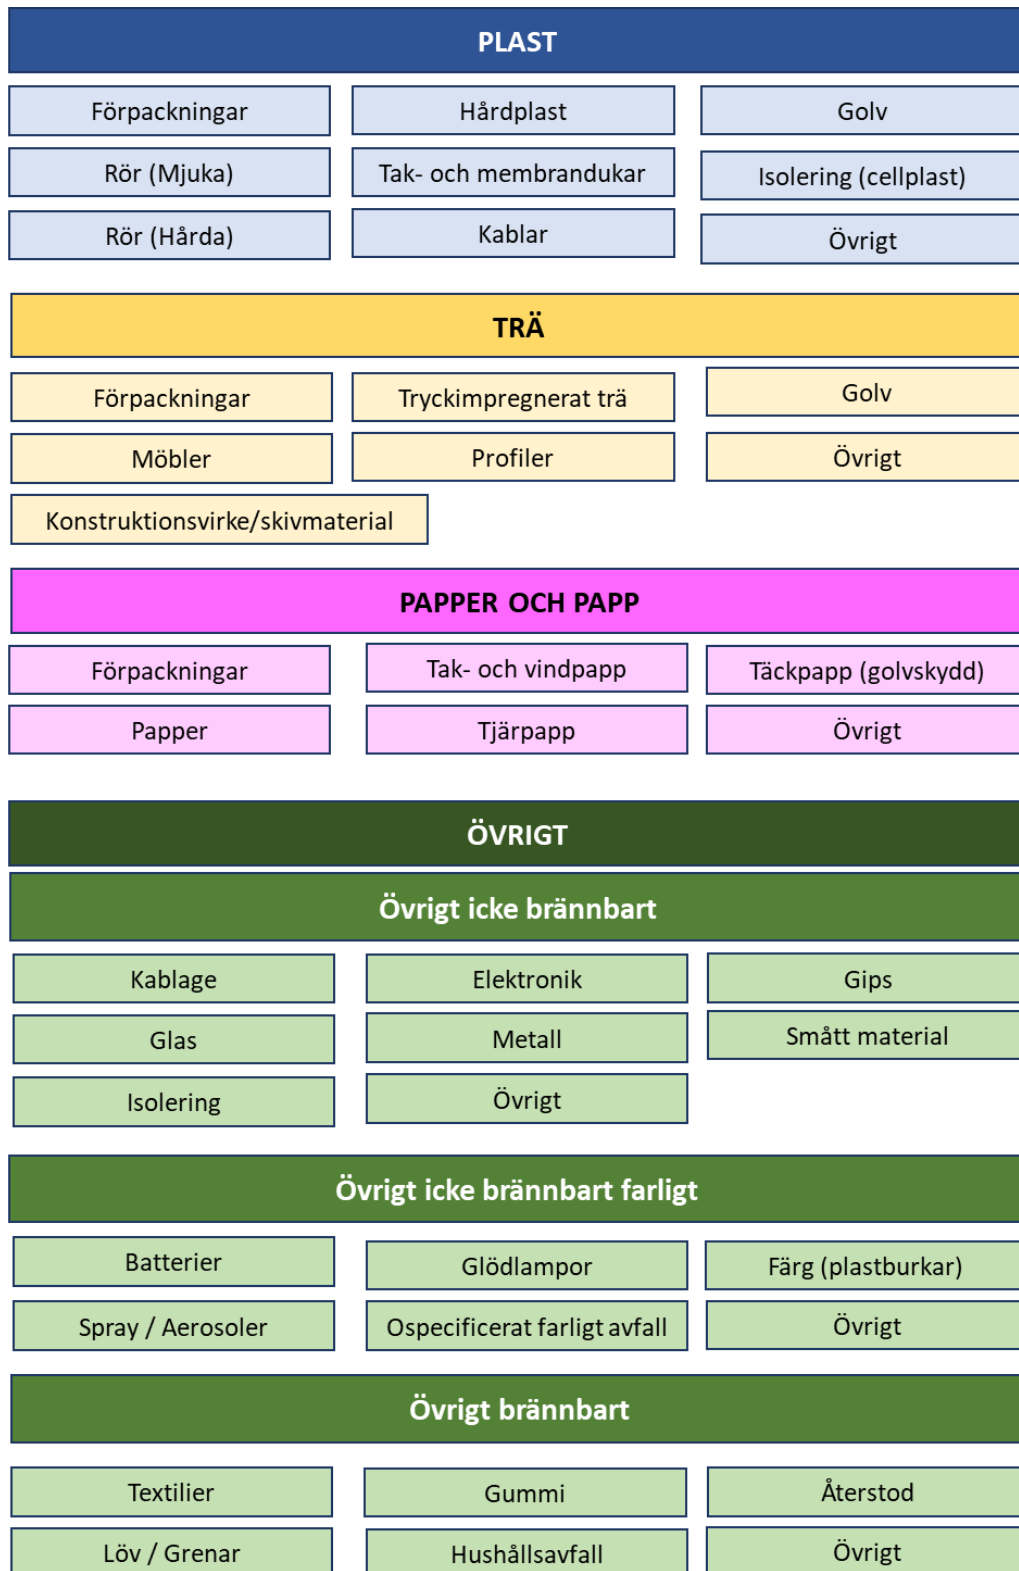 PLAST
Förpackningar
Hårdplast
Golv
Rör (Mjuka)
Tak- och membrandukar
Isolering (cellplast)
Rör (Hårda)
Kablar
Övrigt
TRÄ
Förpackningar
Tryckimpregnerat trä
Golv
Möbler
Profiler
Övrigt
Konstruktionsvirke/skivmaterial
PAPPER OCH PAPP
Förpackningar
Tak- och vindpapp
Täckpapp (golvskydd)
Papper
Tjärpapp
Övrigt
ÖVRIGT
Övrigt icke brännbart
Kablage
Elektronik
Gips
Glas
Metall
Smått material
Isolering
Övrigt
Övrigt icke brännbart farligt
Batterier
Glödlampor
Färg (plastburkar)
Spray / Aerosoler
Ospecificerat farligt avfall
Övrigt
Övrigt brännbart
Textilier
Gummi
Återstod
Löv / Grenar
Hushållsavfall
Övrigt